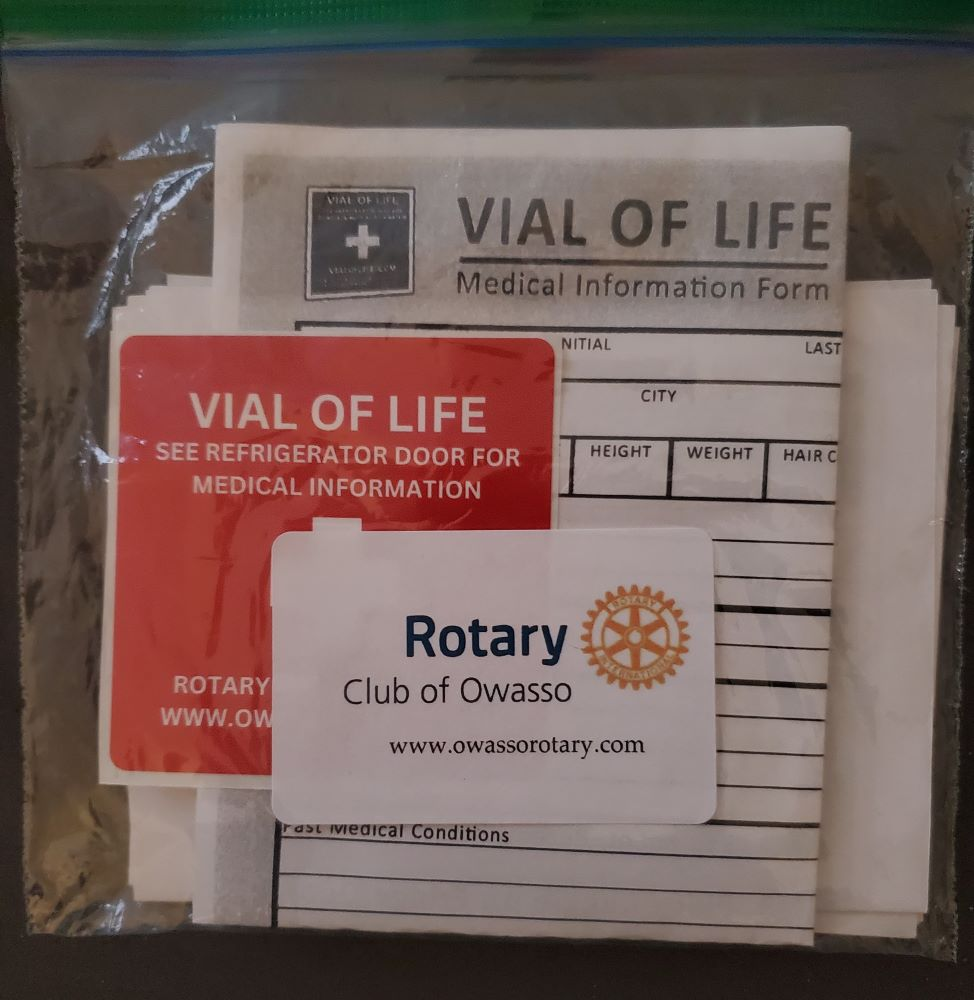 VIAL OF LIFE
VIAL OF LIFE
Medical Information Form
NITIAL LAST
CITY
HEIGHT WEIGHT HAIR C
VIAL OF LIFE
SEE REFRIGERATOR DOOR FOR
MEDICAL INFORMATION
ROTARY
WWW.OW
Rotary
Club of Owasso
ROTARY
INTERNATIONAL
www.owassorotary.com
Past Medical Conditions